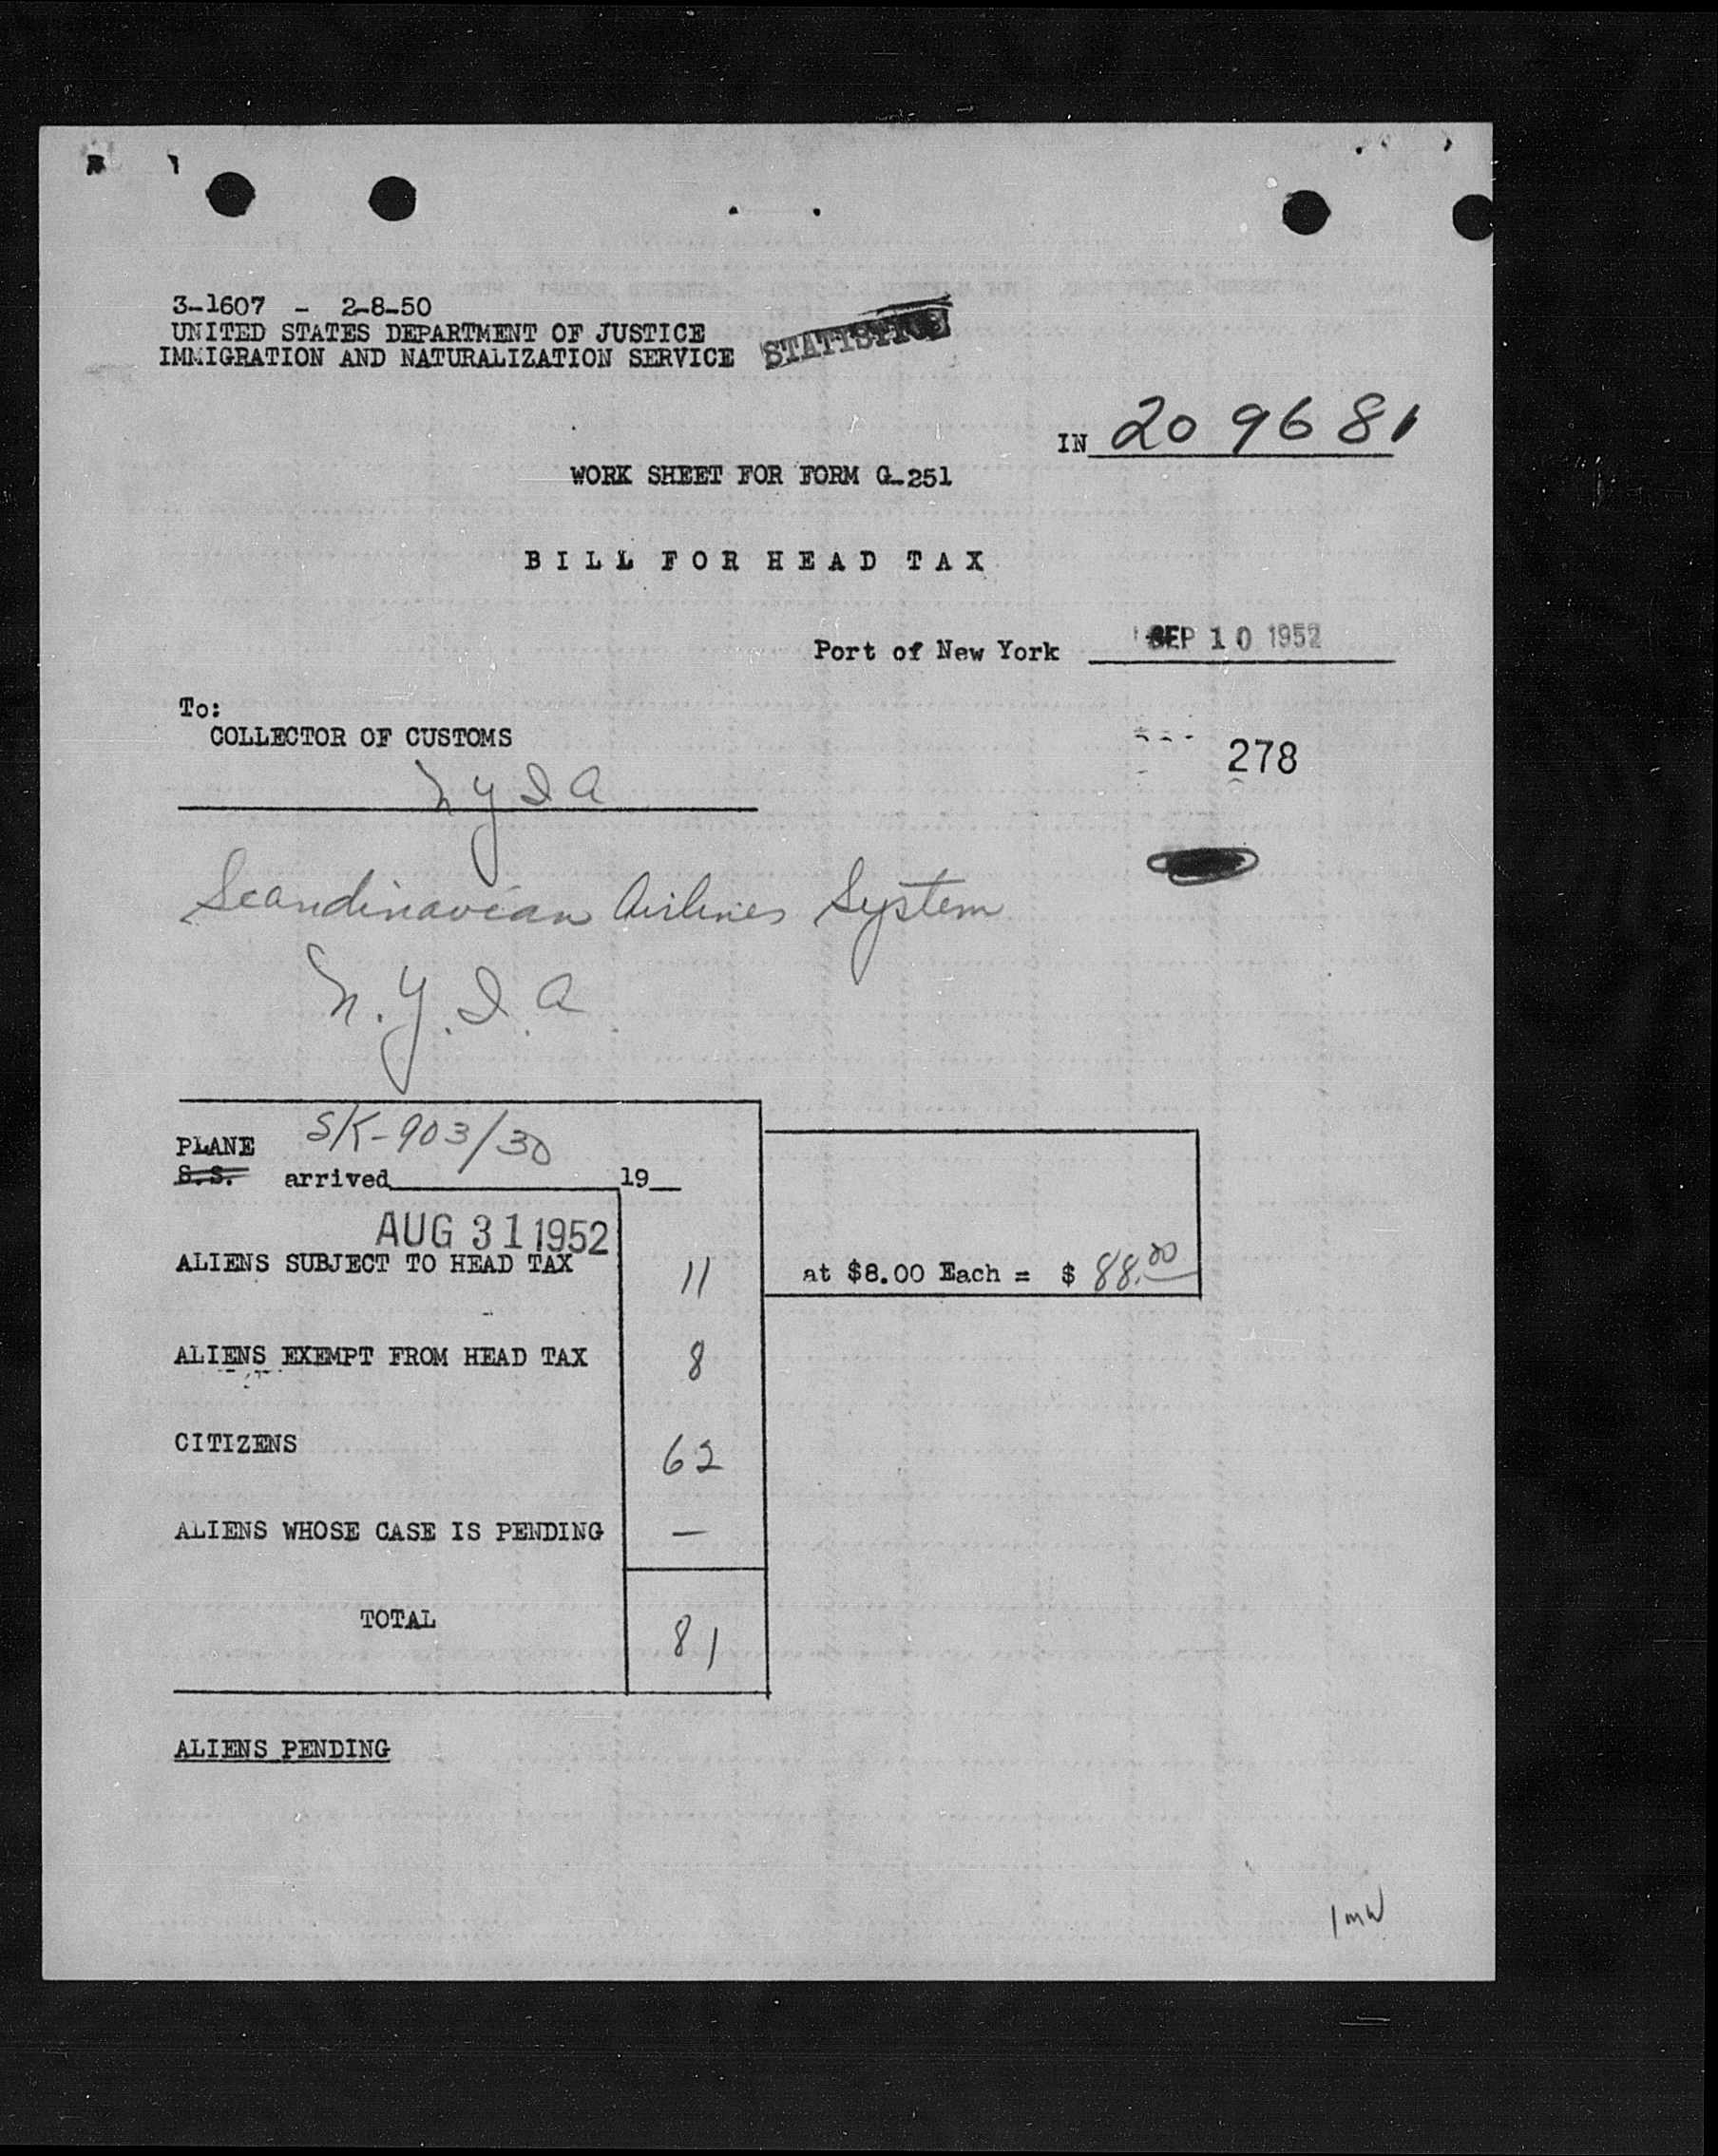 3-1607 - 2-8-50
UNITED STATES DEPARTMENT OF JUSTICE
IMMIGRATION AND NATURALIZATION SERVICE
STATISTICS
IN 209681
WORK SHEET FOR FORM G-251
BILL FOR HEAD TAX
Port of New York SEP 10 1952
To:
COLLECTOR OF CUSTOMS
278
NYIA
Scandinavian Airlines System
N.Y.I.A
PLANE SK-903/30
S.S. arrived 19
AUG 31 1952
ALIENS SUBJECT TO HEAD TAX 11 at $8.00 Each = $ 88.00
ALIENS EXEMPT FROM HEAD TAX 8
CITIZENS 62
ALIENS WHOSE CASE IS PENDING —
TOTAL 81
ALIENS PENDING